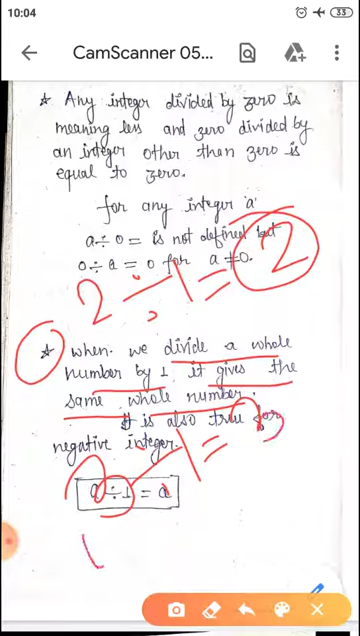 10:04
33
CamScanner 05...
☆ Any integer divided by zero is
meaning less and zero divided by
an integer other then zero is
equal to zero.
for any integer 'a'
a ÷ 0 = is not defined but
0 ÷ a = 0 for a ≠ 0.
2 ÷ 1 = 2
☆ when we divide a whole
number by 1 it gives the
same whole number.
It is also true for
negative integer.
a ÷ 1 = a